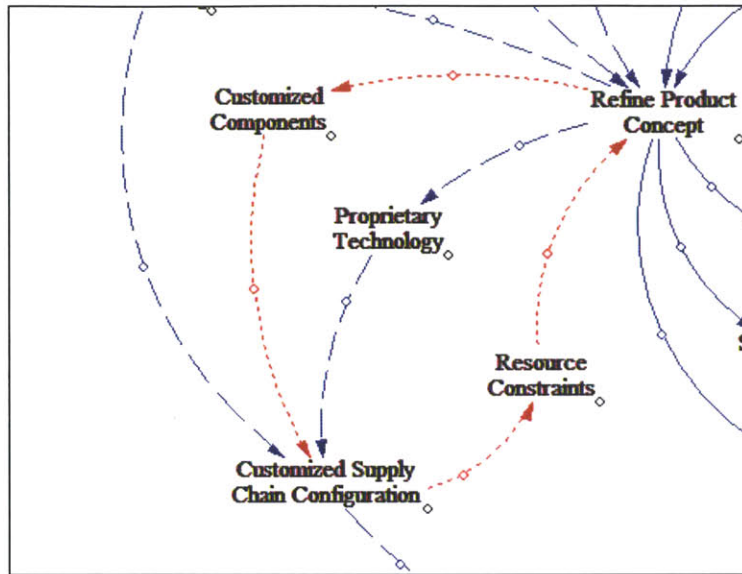 Customized
Components
Refine Product
Concept
Proprietary
Technology
Resource
Constraints
Customized Supply
Chain Configuration